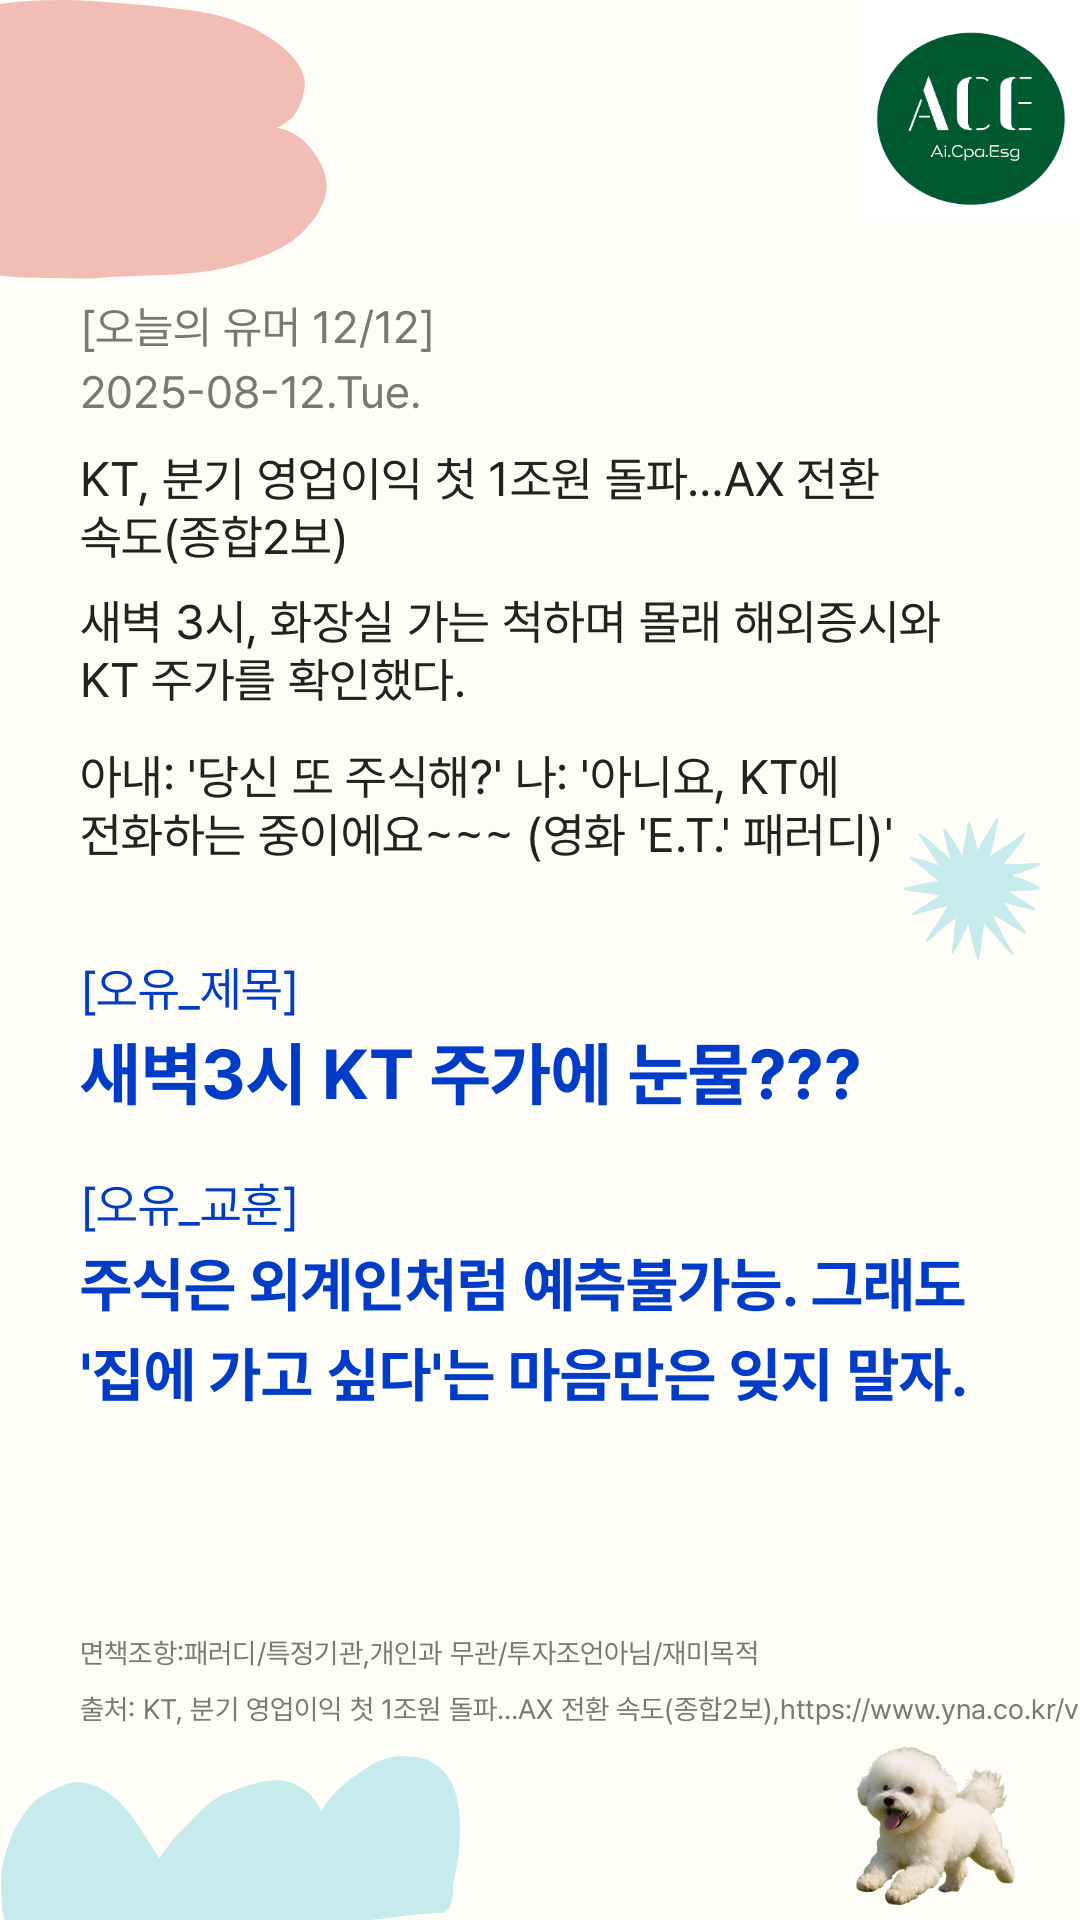 ACE
Ai.Cpa.Esg
[오늘의 유머 12/12]
2025-08-12.Tue.
KT, 분기 영업이익 첫 1조원 돌파…AX 전환
속도(종합2보)
새벽 3시, 화장실 가는 척하며 몰래 해외증시와
KT 주가를 확인했다.
아내: '당신 또 주식해?' 나: '아니요, KT에
전화하는 중이에요~~~ (영화 'E.T.' 패러디)'
[오유_제목]
새벽3시 KT 주가에 눈물???
[오유_교훈]
주식은 외계인처럼 예측불가능. 그래도
'집에 가고 싶다'는 마음만은 잊지 말자.
면책조항:패러디/특정기관,개인과 무관/투자조언아님/재미목적
출처: KT, 분기 영업이익 첫 1조원 돌파…AX 전환 속도(종합2보),https://www.yna.co.kr/v